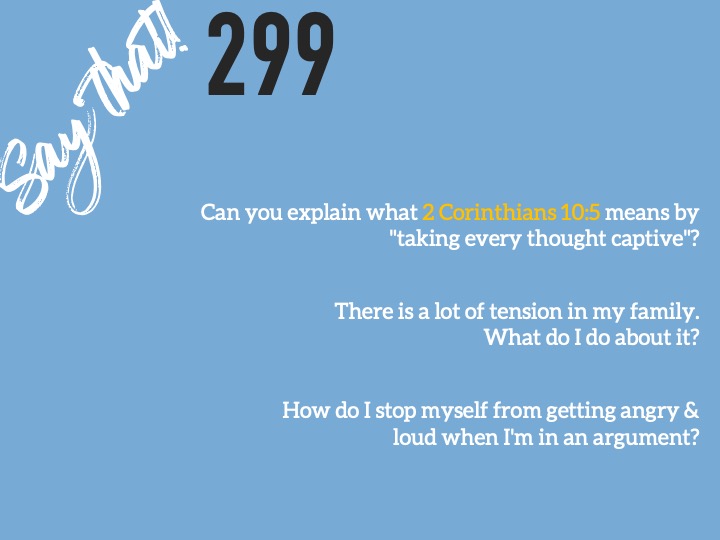 Say that!
299
Can you explain what 2 Corinthians 10:5 means by
"taking every thought captive"?
There is a lot of tension in my family.
What do I do about it?
How do I stop myself from getting angry &
loud when I'm in an argument?